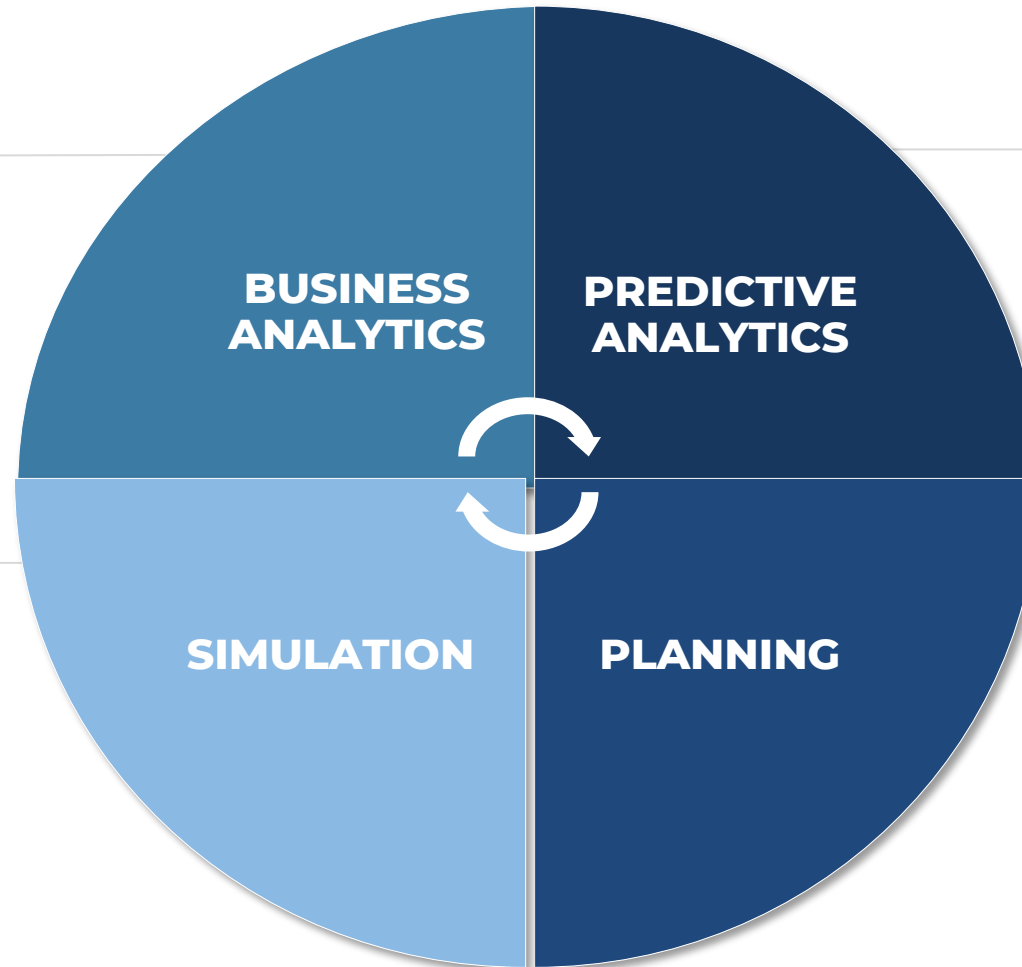 BUSINESS
ANALYTICS
PREDICTIVE
ANALYTICS
SIMULATION
PLANNING